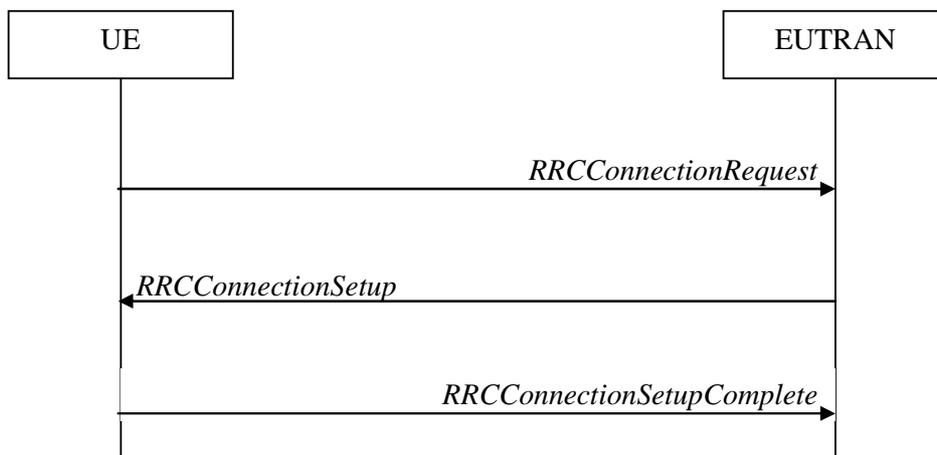 UE
EUTRAN
RRCConnectionRequest
RRCConnectionSetup
RRCConnectionSetupComplete